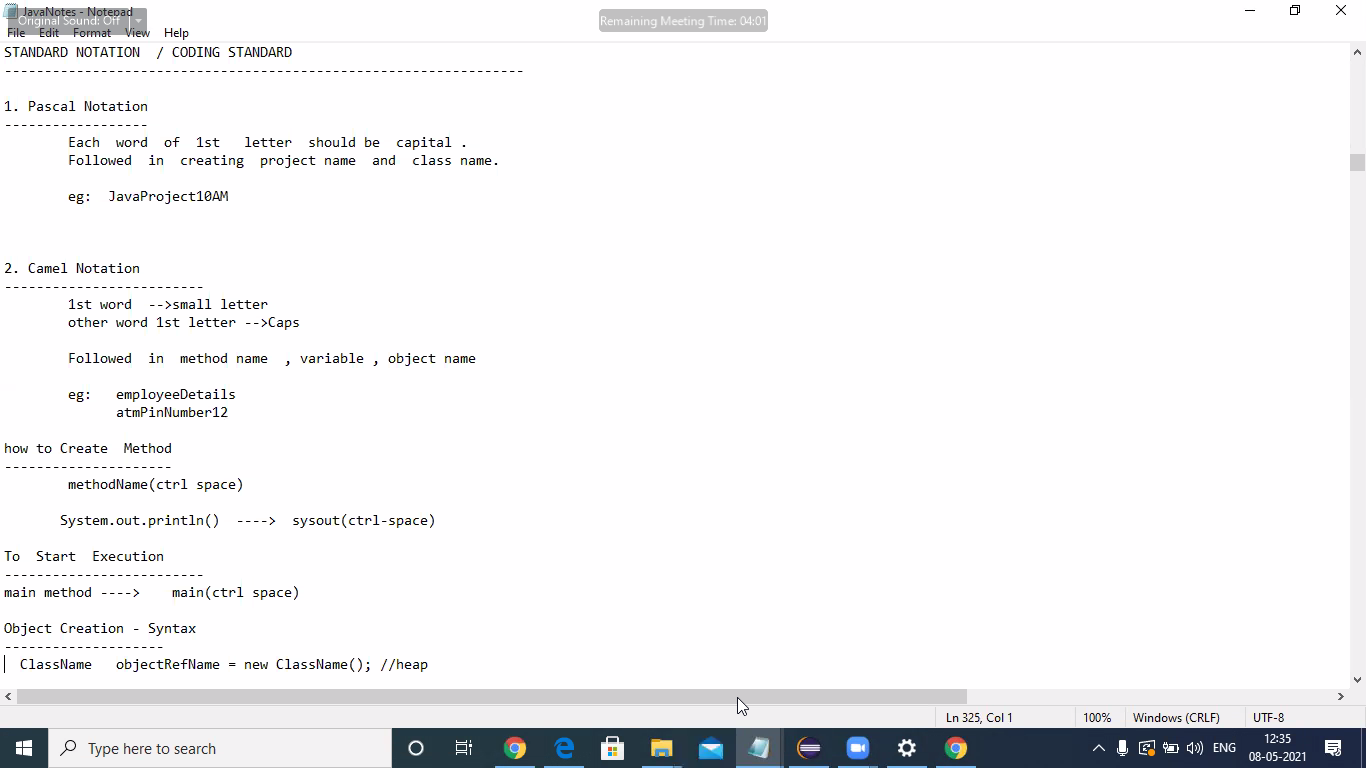 JavaNotes - Notepad
Original Sound: Off
Remaining Meeting Time: 04:01
File Edit Format View Help
STANDARD NOTATION / CODING STANDARD
-----------------------------------------------------------------
1. Pascal Notation
------------------
Each word of 1st letter should be capital .
Followed in creating project name and class name.
eg: JavaProject10AM
2. Camel Notation
-------------------------
1st word -->small letter
other word 1st letter -->Caps
Followed in method name , variable , object name
eg: employeeDetails
atmPinNumber12
how to Create Method
---------------------
methodName(ctrl space)
System.out.println() ----> sysout(ctrl-space)
To Start Execution
-------------------------
main method ----> main(ctrl space)
Object Creation - Syntax
--------------------
ClassName objectRefName = new ClassName(); //heap
Ln 325, Col 1 100% Windows (CRLF) UTF-8
Type here to search
ENG
12:35
08-05-2021